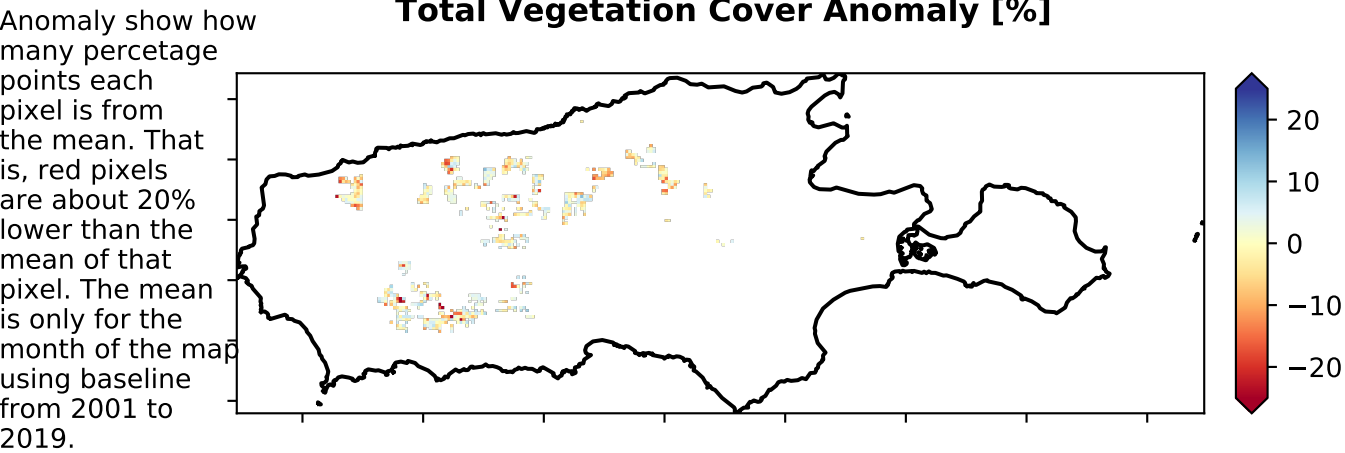 Total Vegetation Cover Anomaly [%]
Anomaly show how
many percetage
points each
pixel is from
the mean. That
is, red pixels
are about 20%
lower than the
mean of that
pixel. The mean
is only for the
month of the map
using baseline
from 2001 to
2019.
20
10
0
−10
−20